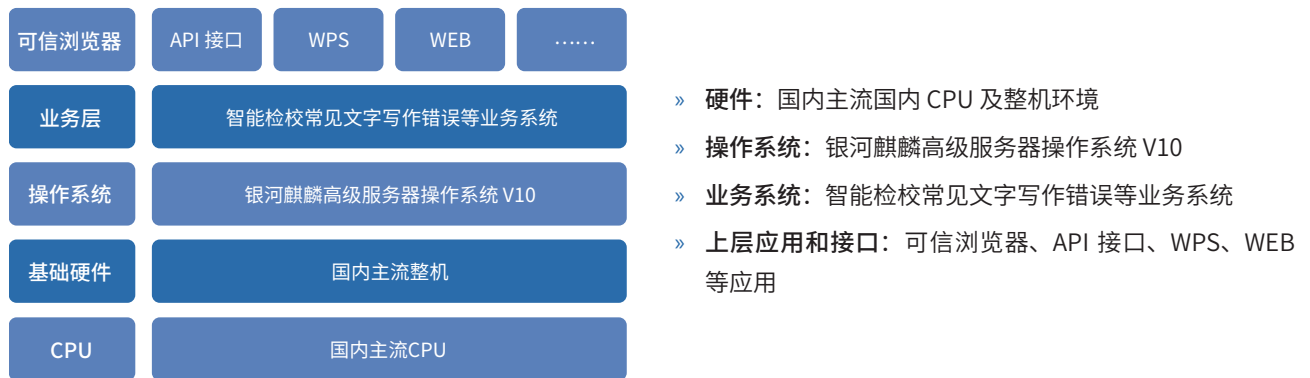 可信浏览器 API 接口 WPS WEB ……
业务层 智能检校常见文字写作错误等业务系统
操作系统 银河麒麟高级服务器操作系统 V10
基础硬件 国内主流整机
CPU 国内主流CPU
» 硬件：国内主流国内 CPU 及整机环境
» 操作系统：银河麒麟高级服务器操作系统 V10
» 业务系统：智能检校常见文字写作错误等业务系统
» 上层应用和接口：可信浏览器、API 接口、WPS、WEB
等应用